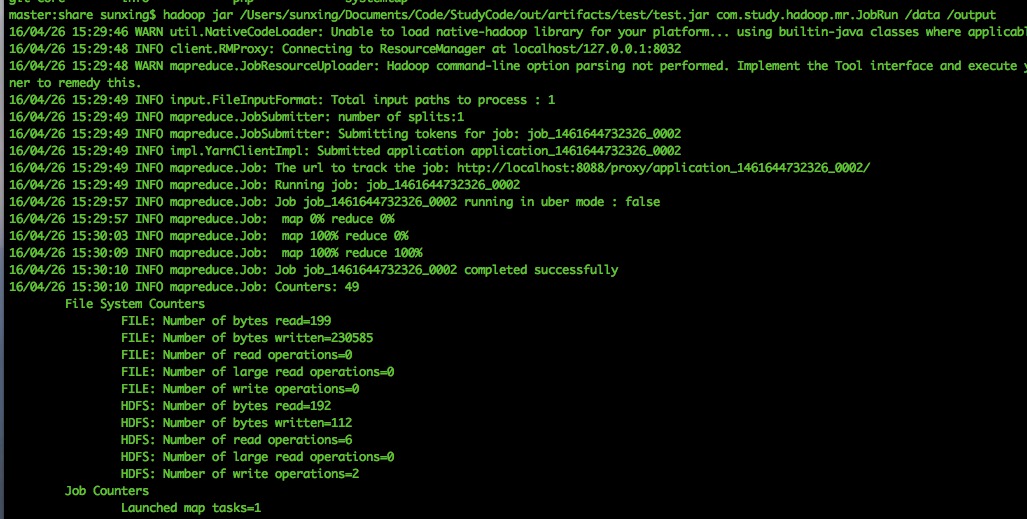 master:share sunxing$ hadoop jar /Users/sunxing/Documents/Code/StudyCode/out/artifacts/test/test.jar com.study.hadoop.mr.JobRun /data /output
16/04/26 15:29:46 WARN util.NativeCodeLoader: Unable to load native-hadoop library for your platform... using builtin-java classes where applicabl
16/04/26 15:29:48 INFO client.RMProxy: Connecting to ResourceManager at localhost/127.0.0.1:8032
16/04/26 15:29:48 WARN mapreduce.JobResourceUploader: Hadoop command-line option parsing not performed. Implement the Tool interface and execute y
ner to remedy this.
16/04/26 15:29:49 INFO input.FileInputFormat: Total input paths to process : 1
16/04/26 15:29:49 INFO mapreduce.JobSubmitter: number of splits:1
16/04/26 15:29:49 INFO mapreduce.JobSubmitter: Submitting tokens for job: job_1461644732326_0002
16/04/26 15:29:49 INFO impl.YarnClientImpl: Submitted application application_1461644732326_0002
16/04/26 15:29:49 INFO mapreduce.Job: The url to track the job: http://localhost:8088/proxy/application_1461644732326_0002/
16/04/26 15:29:49 INFO mapreduce.Job: Running job: job_1461644732326_0002
16/04/26 15:29:57 INFO mapreduce.Job: Job job_1461644732326_0002 running in uber mode : false
16/04/26 15:29:57 INFO mapreduce.Job:  map 0% reduce 0%
16/04/26 15:30:03 INFO mapreduce.Job:  map 100% reduce 0%
16/04/26 15:30:09 INFO mapreduce.Job:  map 100% reduce 100%
16/04/26 15:30:10 INFO mapreduce.Job: Job job_1461644732326_0002 completed successfully
16/04/26 15:30:10 INFO mapreduce.Job: Counters: 49
File System Counters
FILE: Number of bytes read=199
FILE: Number of bytes written=230585
FILE: Number of read operations=0
FILE: Number of large read operations=0
FILE: Number of write operations=0
HDFS: Number of bytes read=192
HDFS: Number of bytes written=112
HDFS: Number of read operations=6
HDFS: Number of large read operations=0
HDFS: Number of write operations=2
Job Counters
Launched map tasks=1